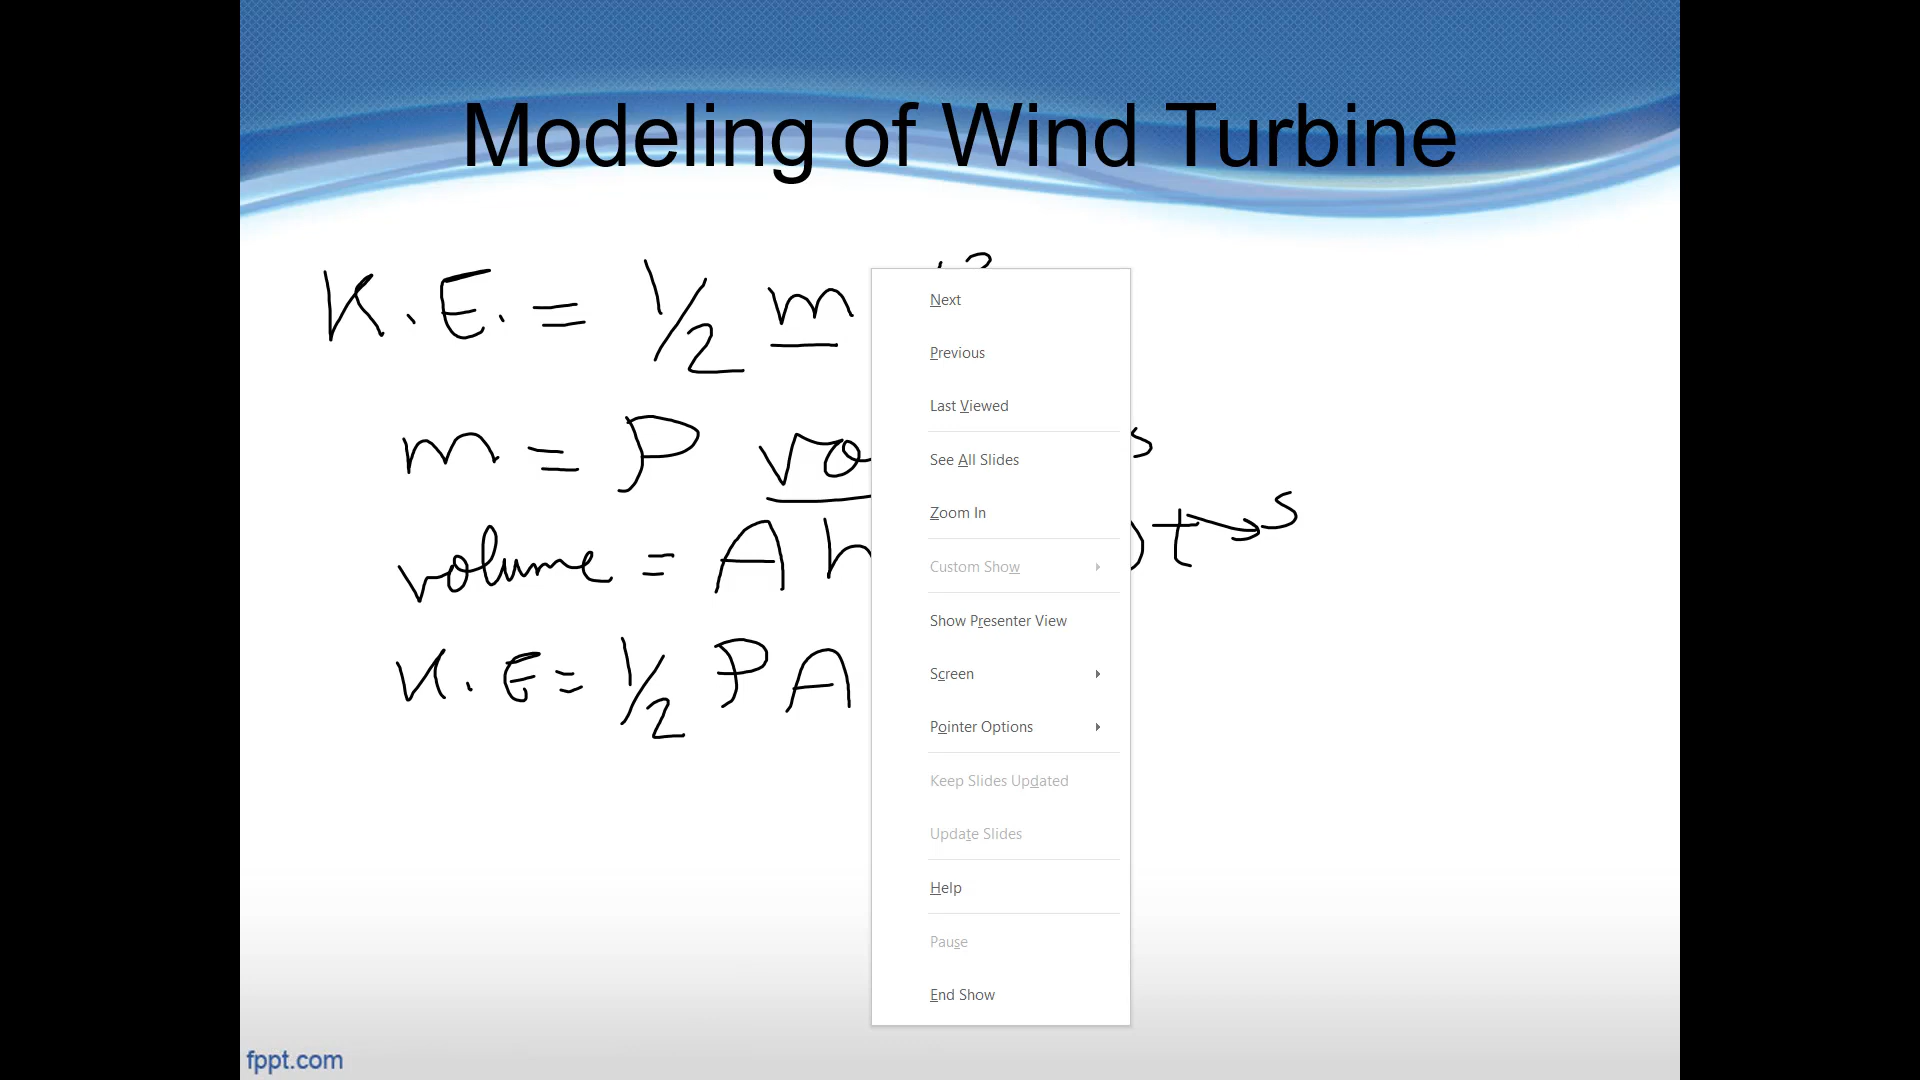 Modeling of Wind Turbine
K.E. = 1/2 m
m = P
volume = A h t → s
K.E = 1/2 P A
Next
Previous
Last Viewed
See All Slides
Zoom In
Custom Show
Show Presenter View
Screen
Pointer Options
Keep Slides Updated
Update Slides
Help
Pause
End Show
fppt.com